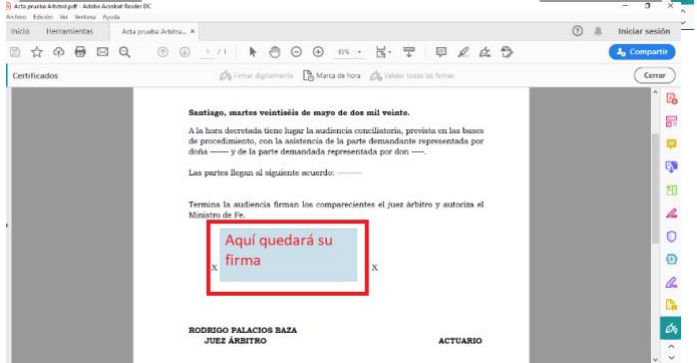 Acta prueba Arbitral.pdf - Adobe Acrobat Reader DC
Archivo Edición Ver Ventana Ayuda
Inicio Herramientas Acta prueba Arbitra... × Iniciar sesión
1 / 1 85% Compartir
Certificados Firmar digitalmente Marca de hora Validar todas las firmas Cerrar
Santiago, martes veintiséis de mayo de dos mil veinte.
A la hora decretada tiene lugar la audiencia conciliatoria, prevista en las bases
de procedimiento, con la asistencia de la parte demandante representada por
doña ------ y de la parte demandada representada por don ----.
Las partes llegan al siguiente acuerdo: --------
Termina la audiencia firman los comparecientes el juez árbitro y autoriza el
Ministro de Fe.
Aquí quedará su
firma
X X
RODRIGO PALACIOS BAZA
JUEZ ÁRBITRO ACTUARIO